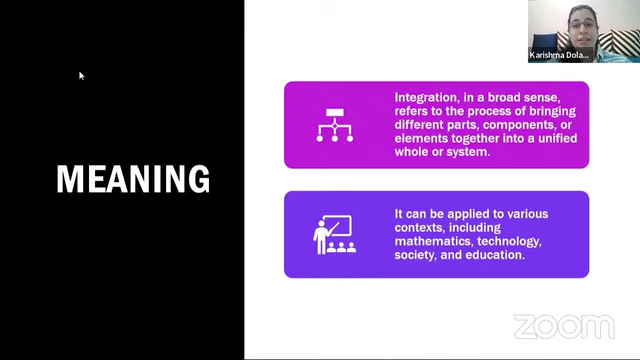 Karishma Dola...
MEANING
Integration, in a broad sense,
refers to the process of bringing
different parts, components, or
elements together into a unified
whole or system.
It can be applied to various
contexts, including
mathematics, technology,
society, and education.
zoom